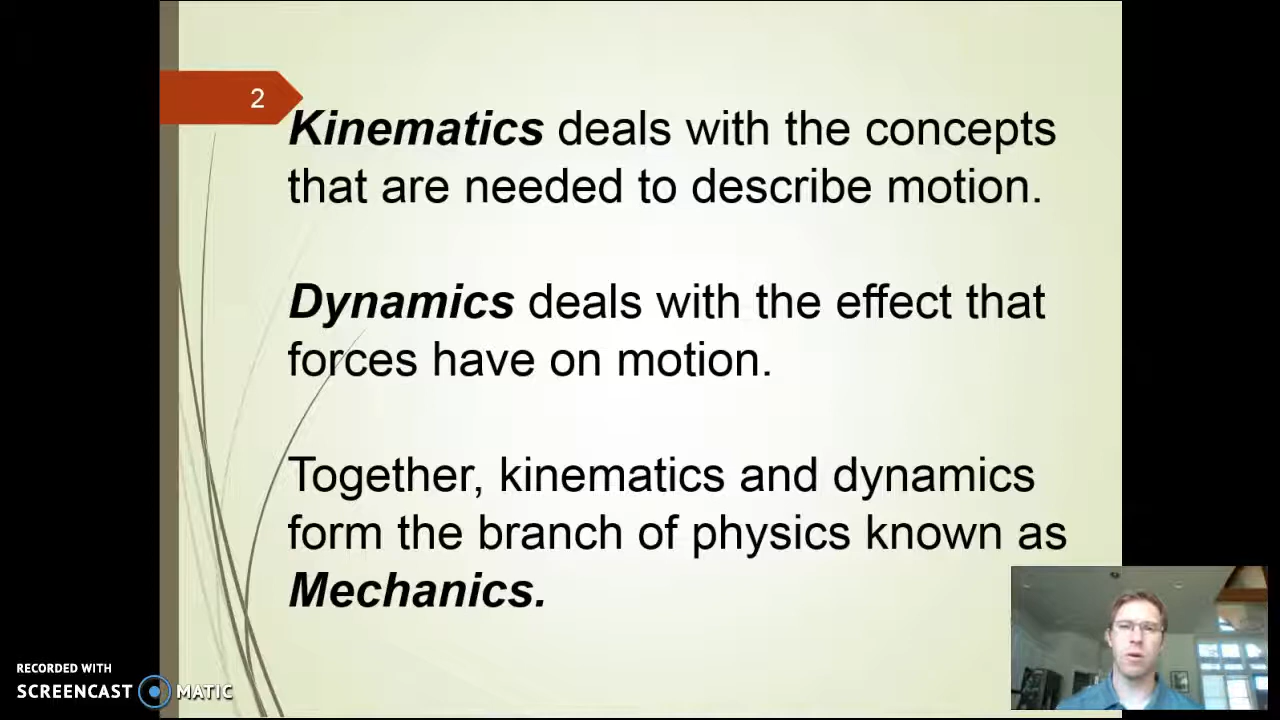 2
Kinematics deals with the concepts
that are needed to describe motion.
Dynamics deals with the effect that
forces have on motion.
Together, kinematics and dynamics
form the branch of physics known as
Mechanics.
RECORDED WITH
SCREENCAST MATIC